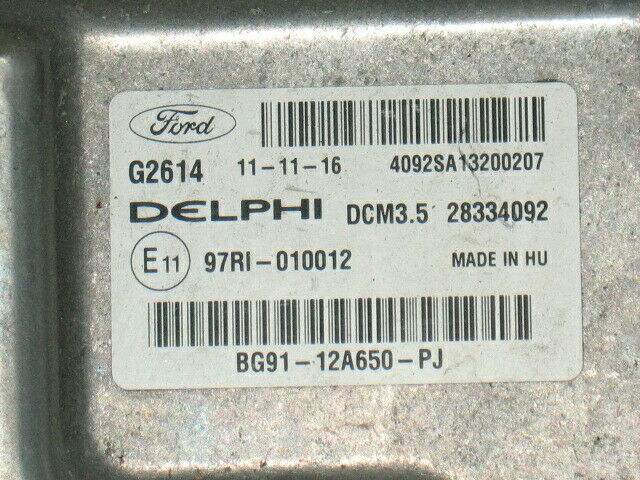 Ford
G2614 11-11-16 4092SA13200207
DELPHI DCM3.5 28334092
E11 97RI-010012 MADE IN HU
BG91-12A650-PJ